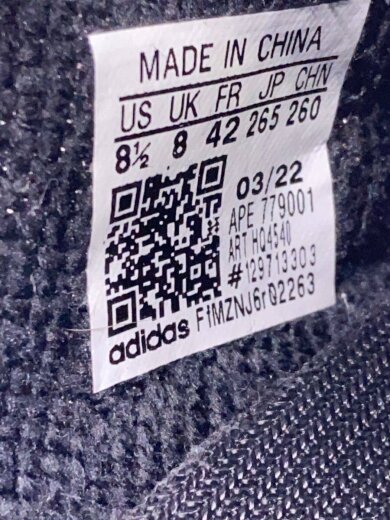 MADE IN CHINA
US UK FR JP CHN
8½ 8 42 265 260
03/22
APE 779001
ART HQ4540
#129713303
adidas FtMZNJ6r02263